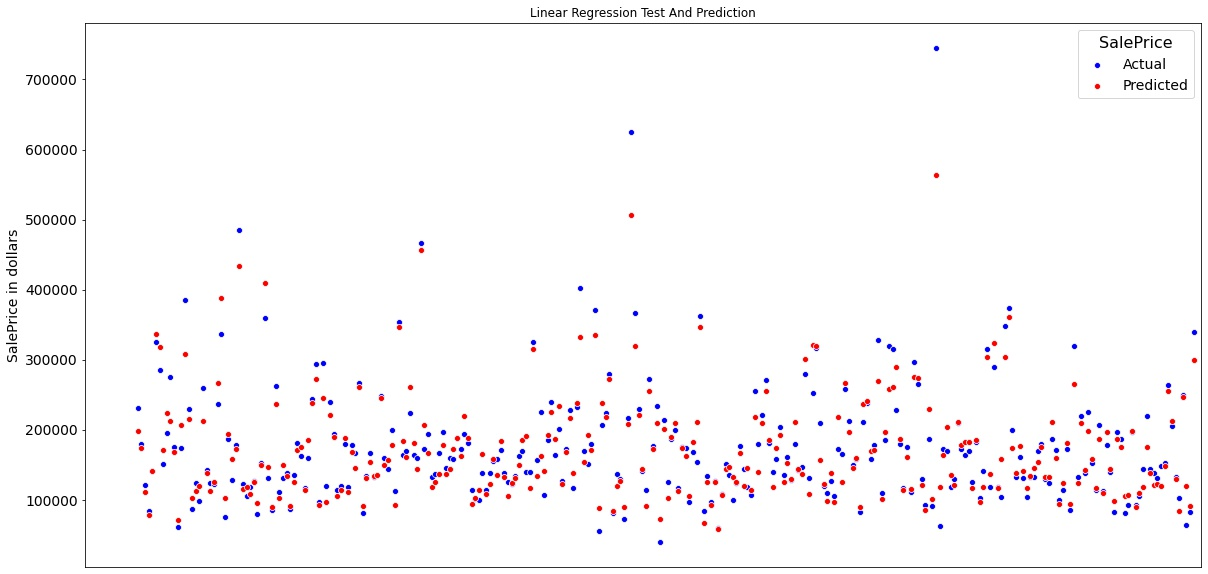 Linear Regression Test And Prediction
SalePrice
Actual
Predicted
SalePrice in dollars
700000
600000
500000
400000
300000
200000
100000